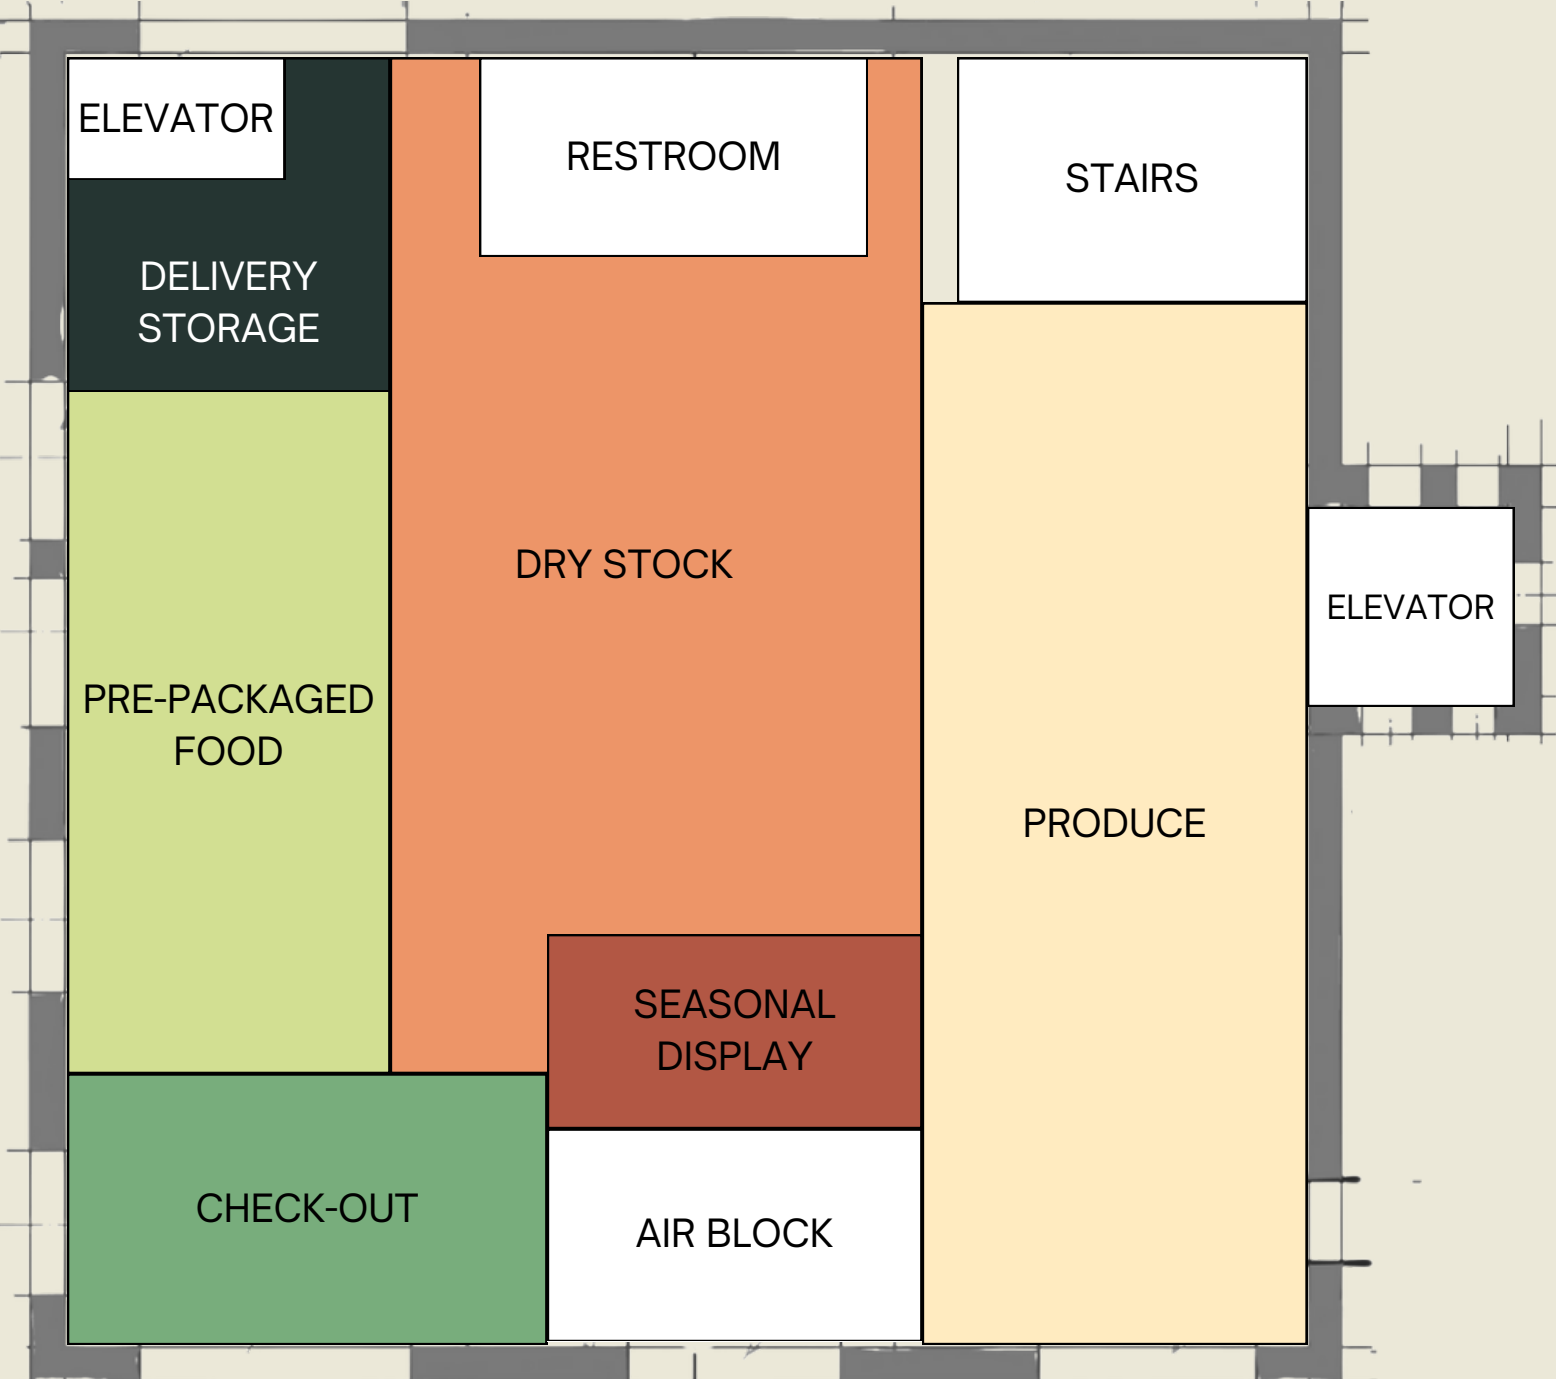 ELEVATOR
RESTROOM
STAIRS
DELIVERY
STORAGE
DRY STOCK
ELEVATOR
PRE-PACKAGED
FOOD
PRODUCE
SEASONAL
DISPLAY
CHECK-OUT
AIR BLOCK